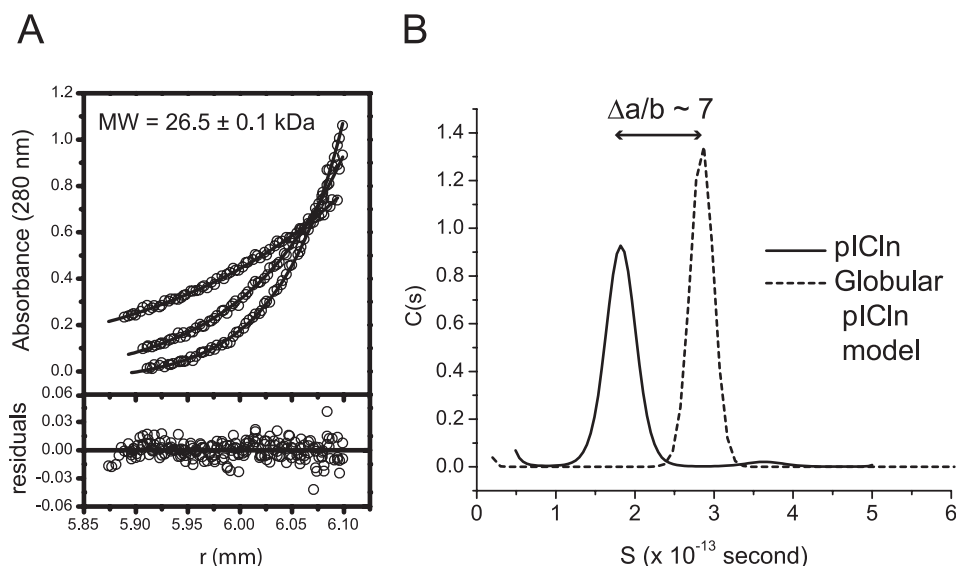 A
B
MW = 26.5 ± 0.1 kDa
Absorbance (280 nm)
1.2
1.0
0.8
0.6
0.4
0.2
0.0
residuals
0.06
0.03
0.00
-0.03
-0.06
5.85
5.90
5.95
6.00
6.05
6.10
r (mm)
Δa/b ~ 7
C(s)
1.4
1.2
1.0
0.8
0.6
0.4
0.2
0.0
0
1
2
3
4
5
6
S (x 10⁻¹³ second)
pICln
Globular
pICln
model